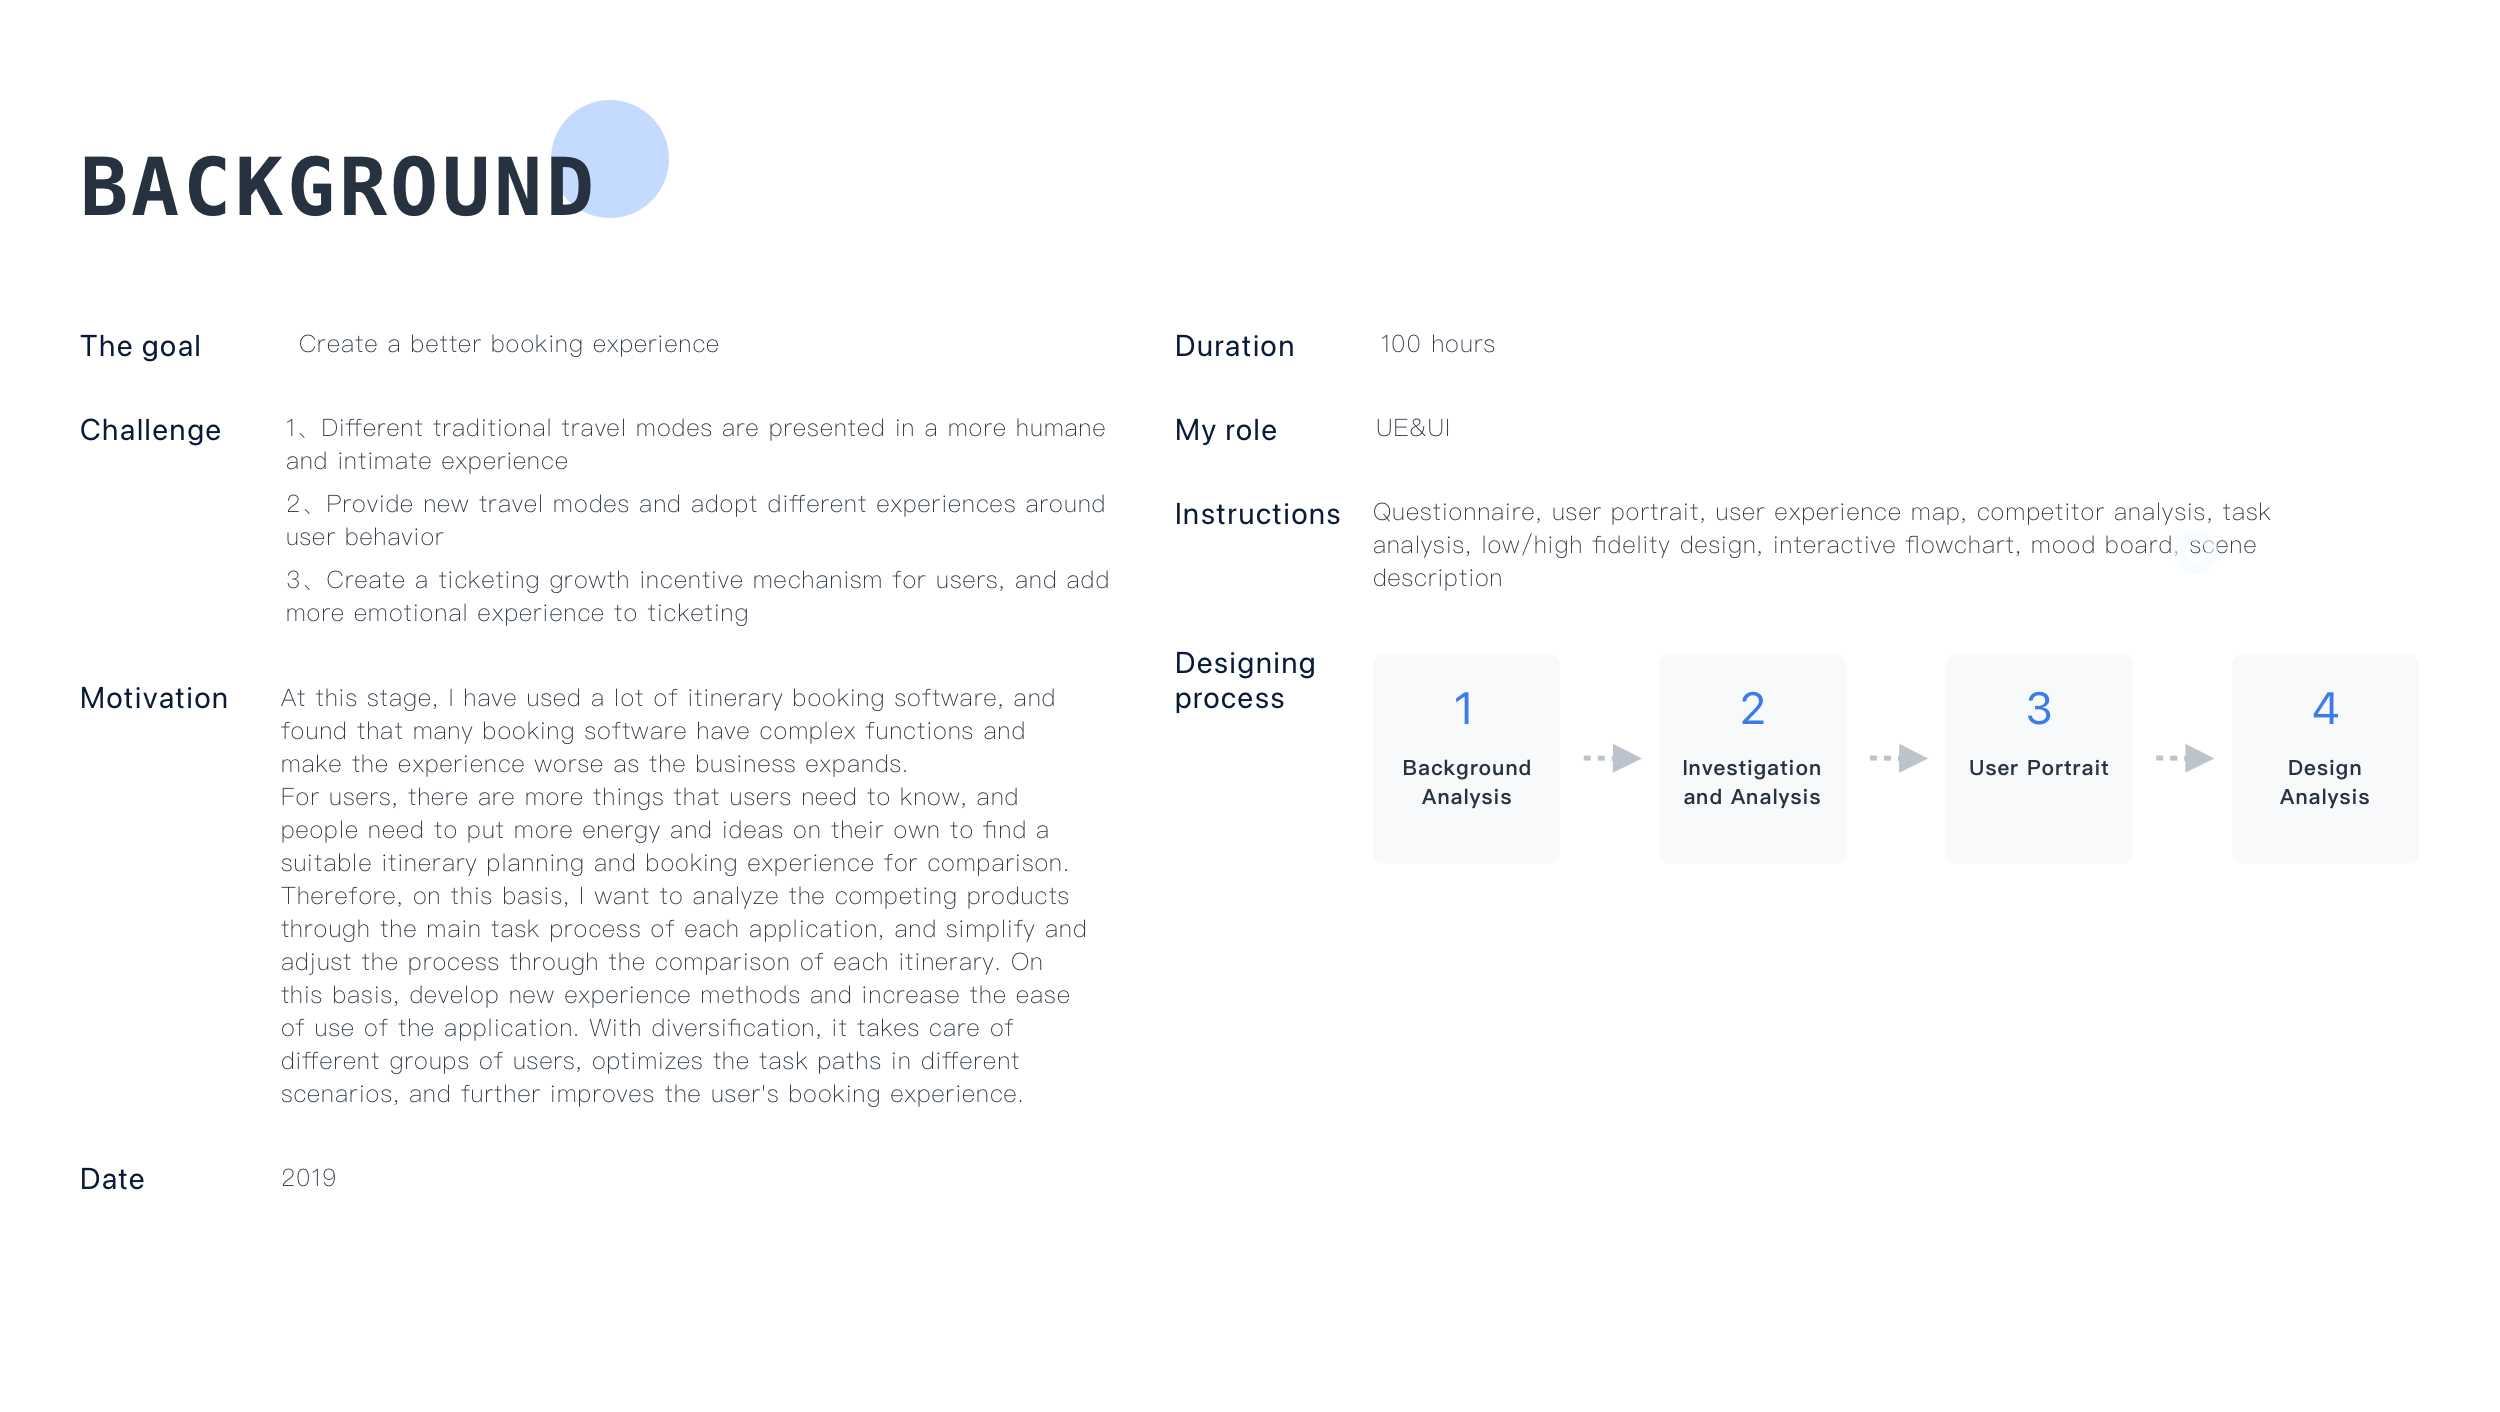 BACKGROUND
The goal
Create a better booking experience
Challenge
1、Different traditional travel modes are presented in a more humane
and intimate experience
2、Provide new travel modes and adopt different experiences around
user behavior
3、Create a ticketing growth incentive mechanism for users, and add
more emotional experience to ticketing
Motivation
At this stage, I have used a lot of itinerary booking software, and
found that many booking software have complex functions and
make the experience worse as the business expands.
For users, there are more things that users need to know, and
people need to put more energy and ideas on their own to find a
suitable itinerary planning and booking experience for comparison.
Therefore, on this basis, I want to analyze the competing products
through the main task process of each application, and simplify and
adjust the process through the comparison of each itinerary. On
this basis, develop new experience methods and increase the ease
of use of the application. With diversification, it takes care of
different groups of users, optimizes the task paths in different
scenarios, and further improves the user's booking experience.
Date
2019
Duration
100 hours
My role
UE&UI
Instructions
Questionnaire, user portrait, user experience map, competitor analysis, task
analysis, low/high fidelity design, interactive flowchart, mood board, scene
description
Designing
process
1
Background
Analysis
2
Investigation
and Analysis
3
User Portrait
4
Design
Analysis